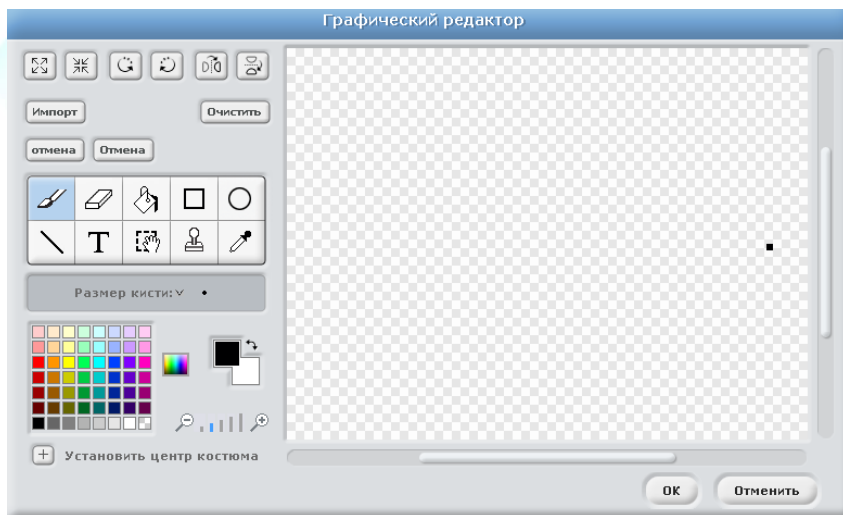 Графический редактор
Импорт
Очистить
отмена
Отмена
T
Размер кисти:
Установить центр костюма
OK
Отменить